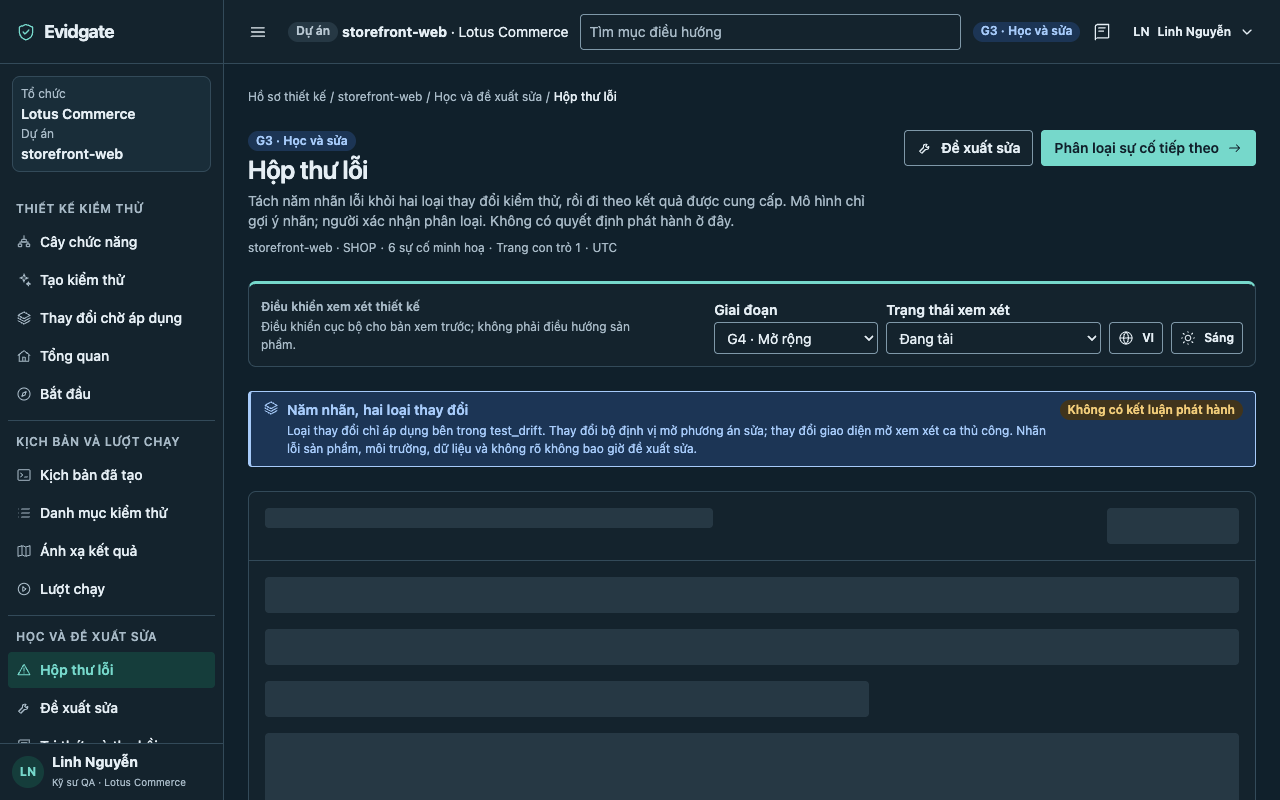 Evidgate
Dự án storefront-web · Lotus Commerce
Tìm mục điều hướng
G3 · Học và sửa
LN Linh Nguyễn
Tổ chức
Lotus Commerce
Dự án
storefront-web
THIẾT KẾ KIỂM THỬ
Cây chức năng
Tạo kiểm thử
Thay đổi chờ áp dụng
Tổng quan
Bắt đầu
KỊCH BẢN VÀ LƯỢT CHẠY
Kịch bản đã tạo
Danh mục kiểm thử
Ánh xạ kết quả
Lượt chạy
HỌC VÀ ĐỀ XUẤT SỬA
Hộp thư lỗi
Đề xuất sửa
LN
Linh Nguyễn
Kỹ sư QA · Lotus Commerce
Hồ sơ thiết kế / storefront-web / Học và đề xuất sửa / Hộp thư lỗi
G3 · Học và sửa
Hộp thư lỗi
Tách năm nhãn lỗi khỏi hai loại thay đổi kiểm thử, rồi đi theo kết quả được cung cấp. Mô hình chỉ
gợi ý nhãn; người xác nhận phân loại. Không có quyết định phát hành ở đây.
storefront-web · SHOP · 6 sự cố minh hoạ · Trang con trỏ 1 · UTC
Đề xuất sửa
Phân loại sự cố tiếp theo
Điều khiển xem xét thiết kế
Điều khiển cục bộ cho bản xem trước; không phải điều hướng sản
phẩm.
Giai đoạn
G4 · Mở rộng
Trạng thái xem xét
Đang tải
VI
Sáng
Năm nhãn, hai loại thay đổi
Loại thay đổi chỉ áp dụng bên trong test_drift. Thay đổi bộ định vị mở phương án sửa; thay đổi giao diện mở xem xét ca thủ công. Nhãn
lỗi sản phẩm, môi trường, dữ liệu và không rõ không bao giờ đề xuất sửa.
Không có kết luận phát hành